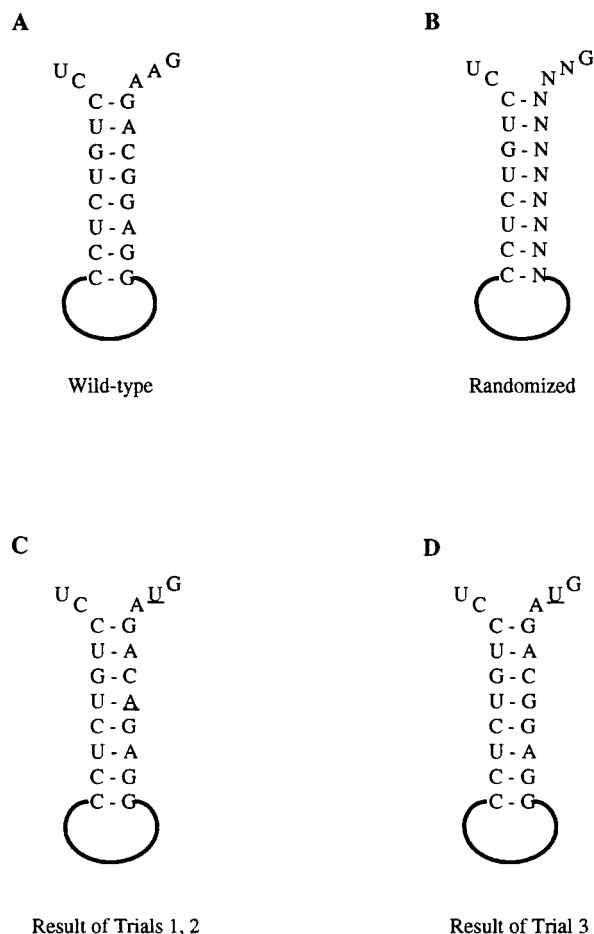 A
U C A A G
C - G
U - A
G - C
U - G
C - G
U - A
C - G
C - G
Wild-type
B
U C N N G
C - N
U - N
G - N
U - N
C - N
U - N
C - N
C - N
Randomized
C
U C A U G
C - G
U - A
G - C
U - A
C - G
U - A
C - G
C - G
Result of Trials 1, 2
D
U C A U G
C - G
U - A
G - C
U - G
C - G
U - A
C - G
C - G
Result of Trial 3